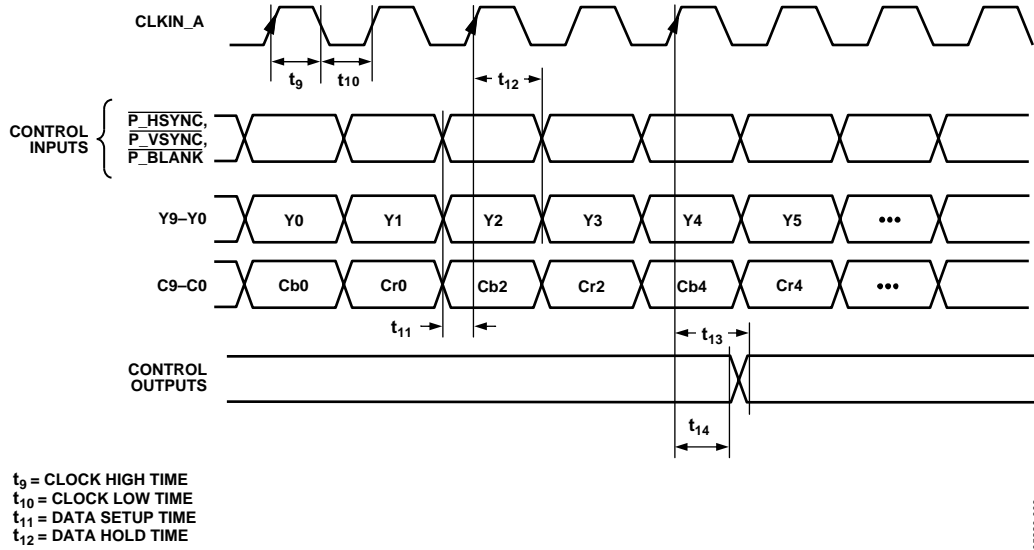 CLKIN_A
t9 t10 t12
CONTROL INPUTS
P_HSYNC,
P_VSYNC,
P_BLANK
Y9–Y0 Y0 Y1 Y2 Y3 Y4 Y5 •••
C9–C0 Cb0 Cr0 Cb2 Cr2 Cb4 Cr4 •••
t11 t13
CONTROL
OUTPUTS
t14
t9 = CLOCK HIGH TIME
t10 = CLOCK LOW TIME
t11 = DATA SETUP TIME
t12 = DATA HOLD TIME